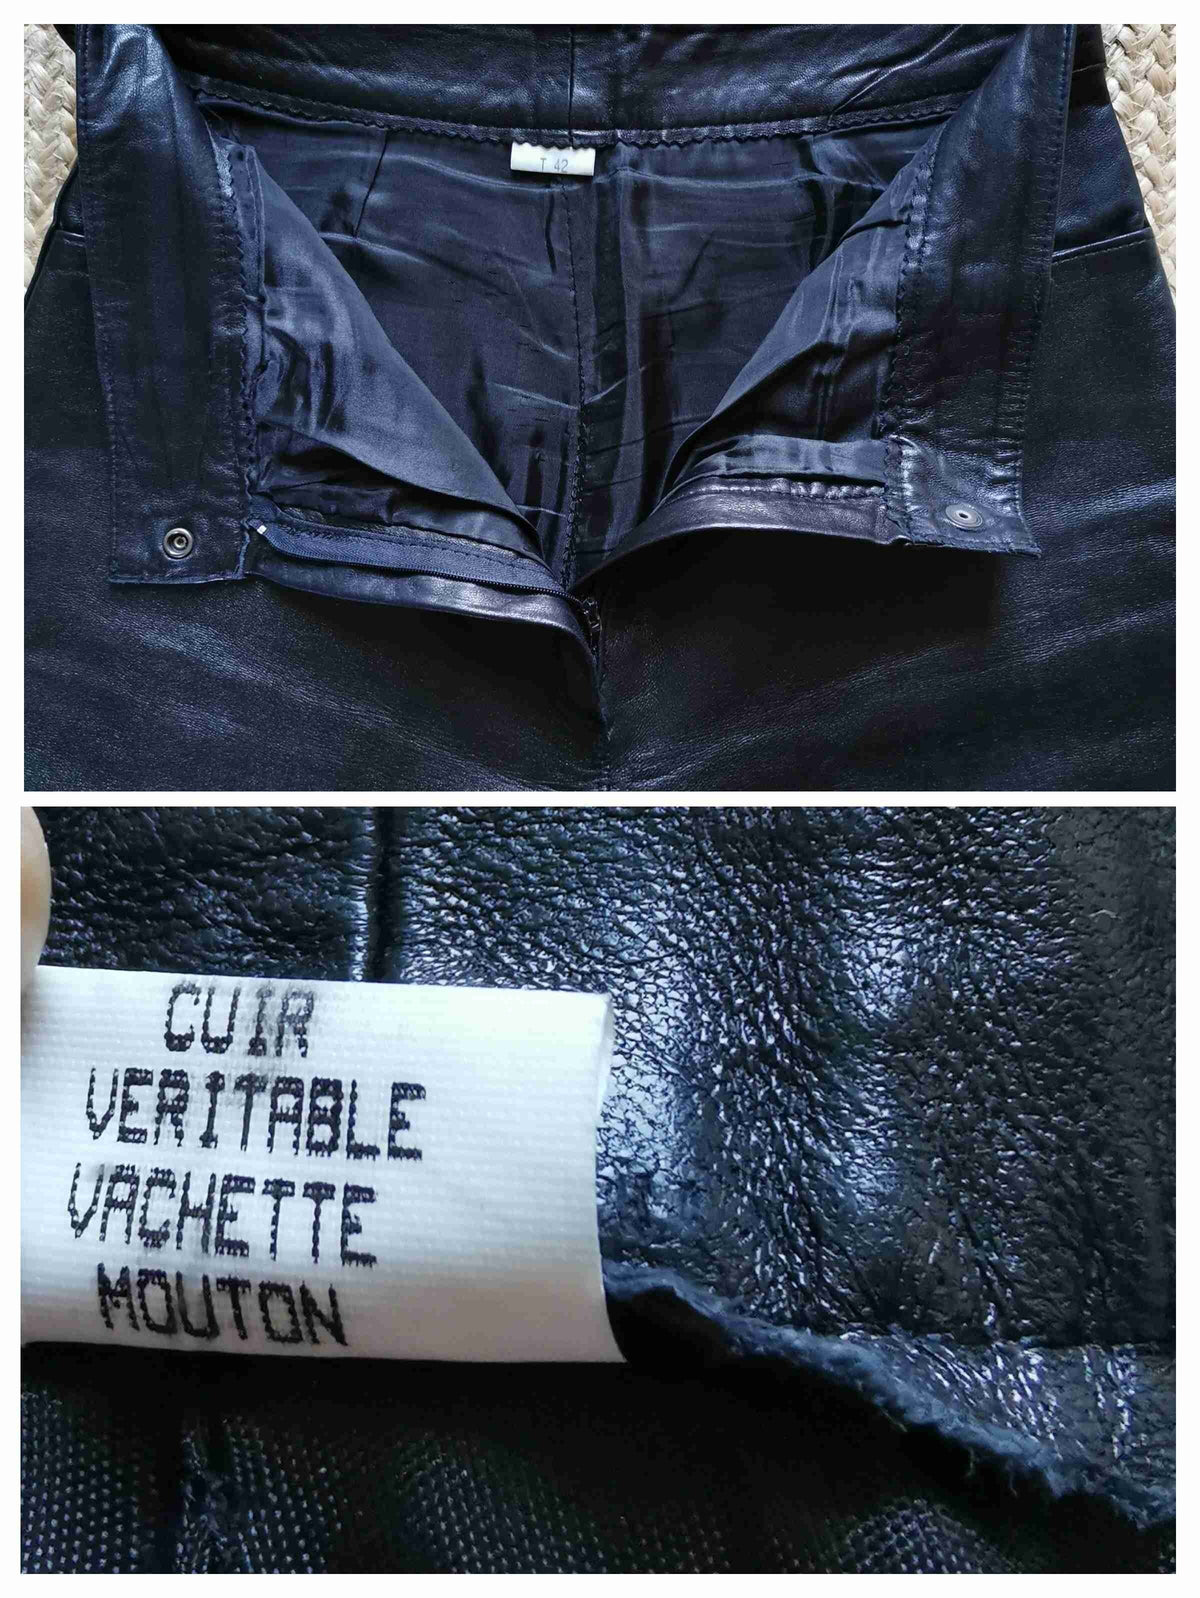 T 42
CUIR
VERITABLE
VACHETTE
MOUTON